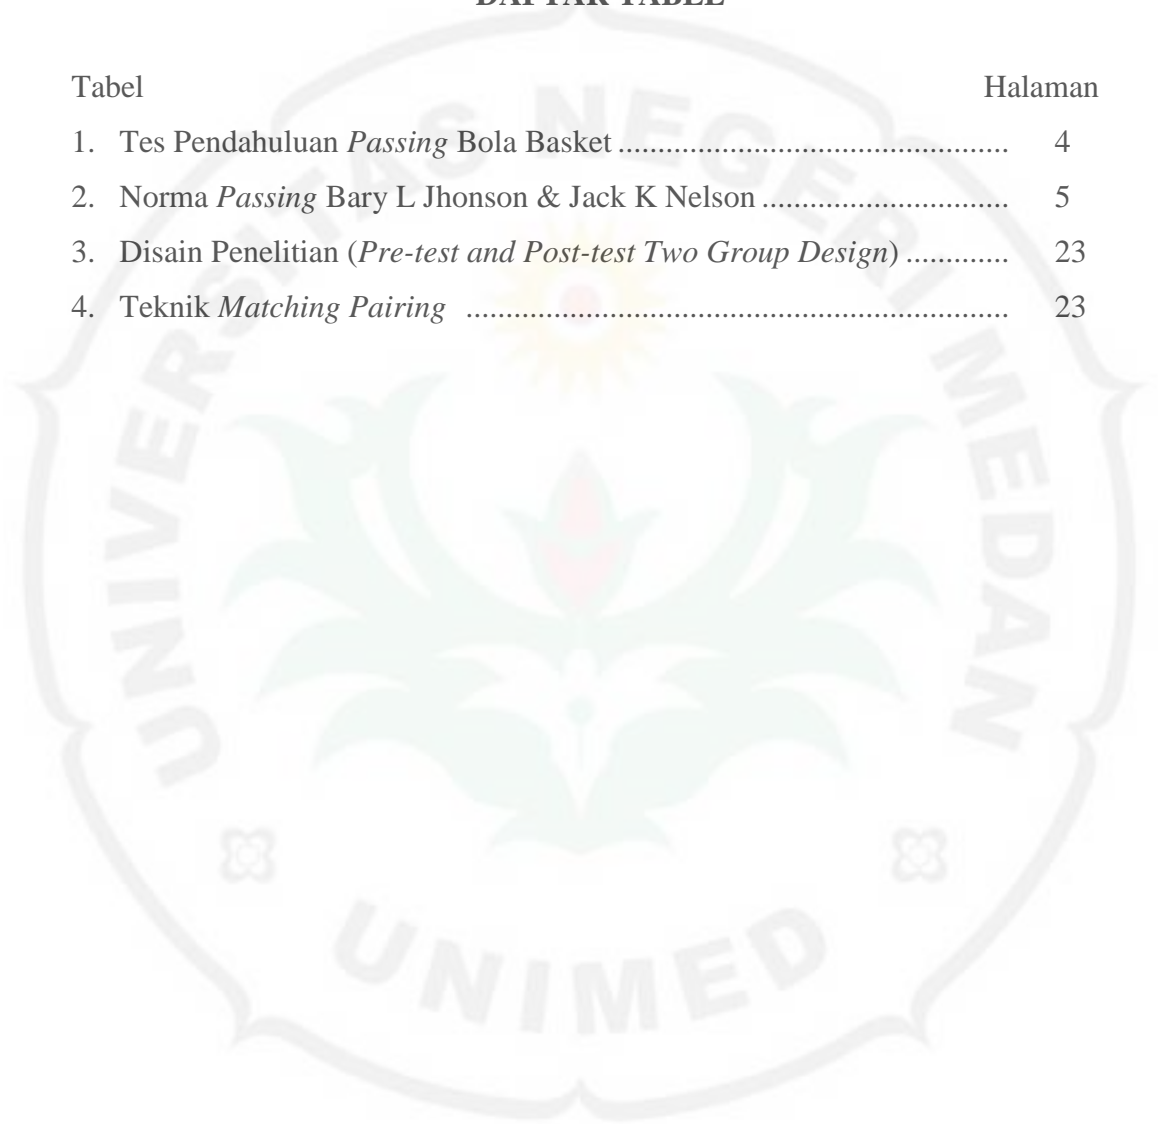 DAFTAR TABEL
Tabel Halaman
1. Tes Pendahuluan Passing Bola Basket ................................................. 4
2. Norma Passing Bary L Jhonson & Jack K Nelson ............................... 5
3. Disain Penelitian (Pre-test and Post-test Two Group Design) ............. 23
4. Teknik Matching Pairing .................................................................... 23
UNIVERSITAS NEGERI MEDAN
UNIMED